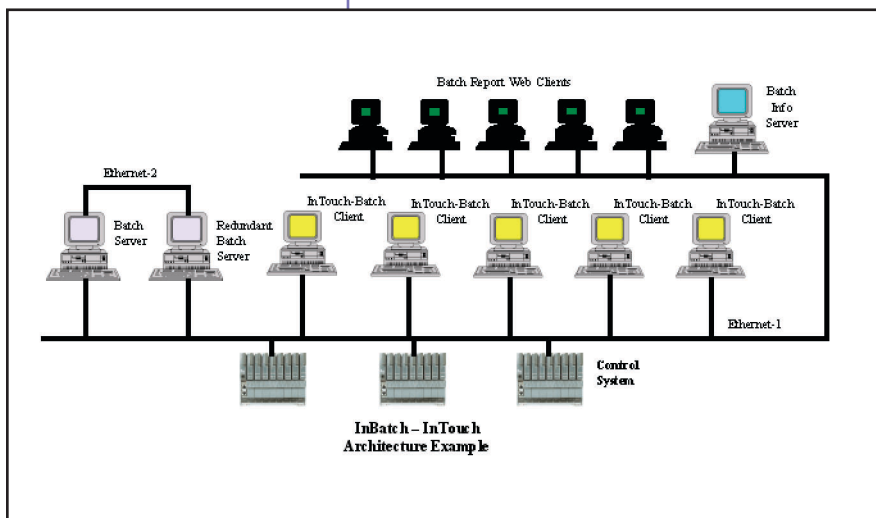 Batch Report Web Clients
Batch
Info
Server
Ethernet-2
Batch
Server
Redundant
Batch
Server
InTouch-Batch
Client
InTouch-Batch
Client
InTouch-Batch
Client
InTouch-Batch
Client
InTouch-Batch
Client
Ethernet-1
Control
System
InBatch – InTouch
Architecture Example